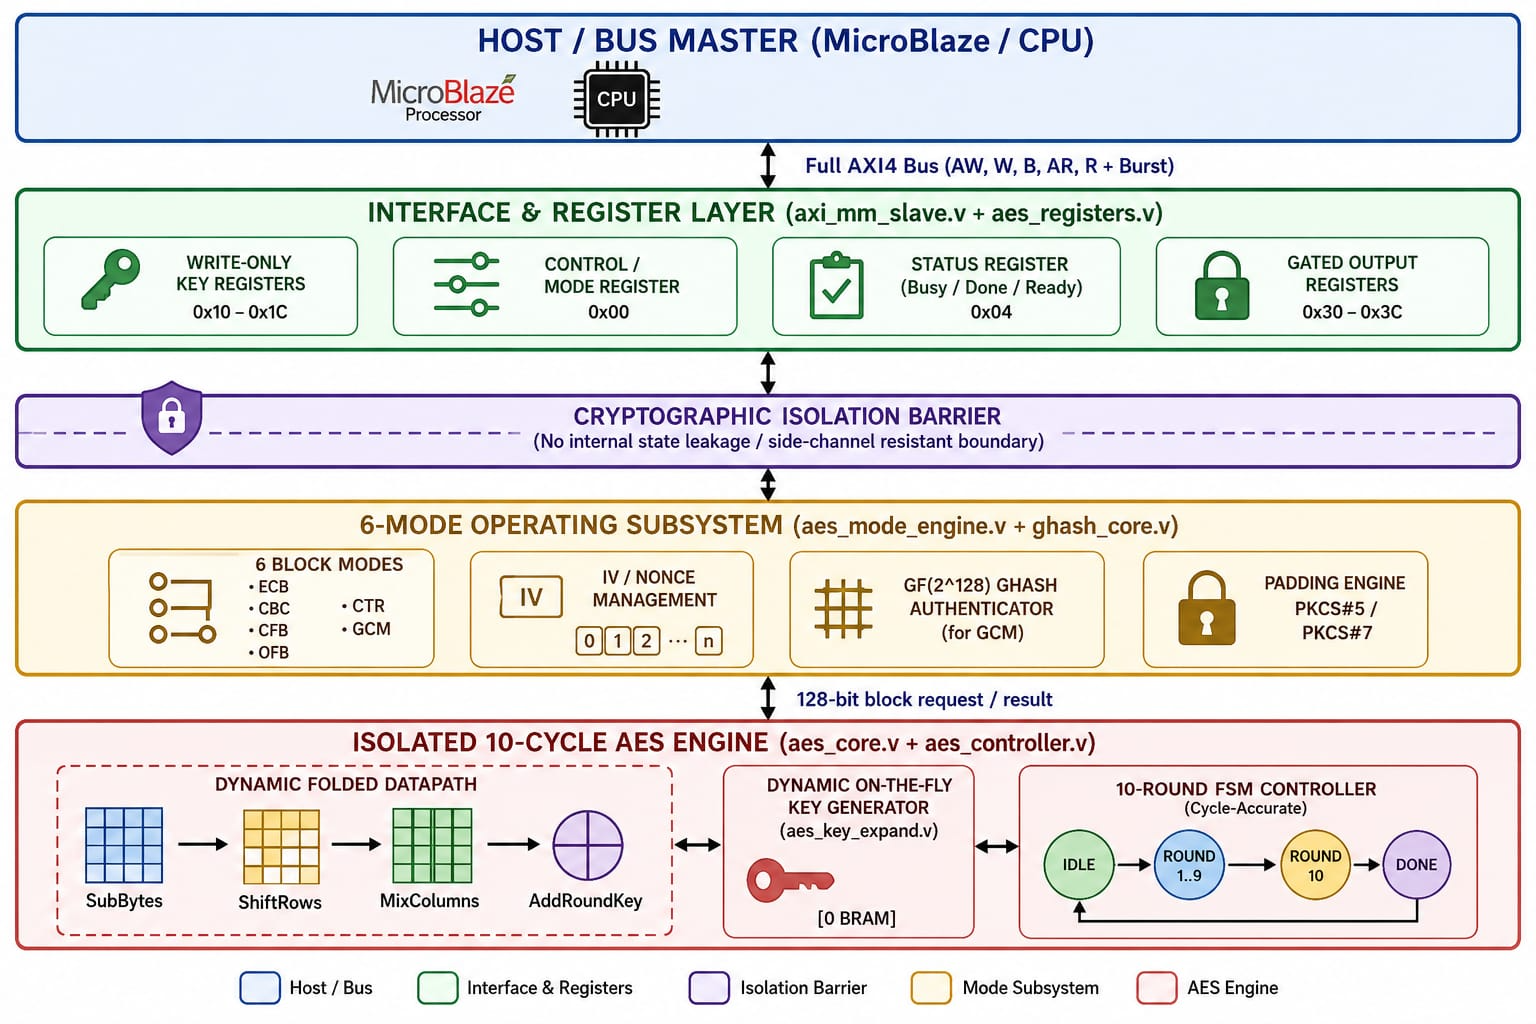 HOST / BUS MASTER (MicroBlaze / CPU)
MicroBlaze
Processor
CPU
Full AXI4 Bus (AW, W, B, AR, R + Burst)
INTERFACE & REGISTER LAYER (axi_mm_slave.v + aes_registers.v)
WRITE-ONLY
KEY REGISTERS
0x10 – 0x1C
CONTROL /
MODE REGISTER
0x00
STATUS REGISTER
(Busy / Done / Ready)
0x04
GATED OUTPUT
REGISTERS
0x30 – 0x3C
CRYPTOGRAPHIC ISOLATION BARRIER
(No internal state leakage / side-channel resistant boundary)
6-MODE OPERATING SUBSYSTEM (aes_mode_engine.v + ghash_core.v)
6 BLOCK MODES
• ECB
• CBC
• CFB
• OFB
• CTR
• GCM
IV
IV / NONCE
MANAGEMENT
0 1 2 ··· n
GF(2^128) GHASH
AUTHENTICATOR
(for GCM)
PADDING ENGINE
PKCS#5 /
PKCS#7
128-bit block request / result
ISOLATED 10-CYCLE AES ENGINE (aes_core.v + aes_controller.v)
DYNAMIC FOLDED DATAPATH
SubBytes
ShiftRows
MixColumns
AddRoundKey
DYNAMIC ON-THE-FLY
KEY GENERATOR
(aes_key_expand.v)
[0 BRAM]
10-ROUND FSM CONTROLLER
(Cycle-Accurate)
IDLE
ROUND
1..9
ROUND
10
DONE
Host / Bus
Interface & Registers
Isolation Barrier
Mode Subsystem
AES Engine